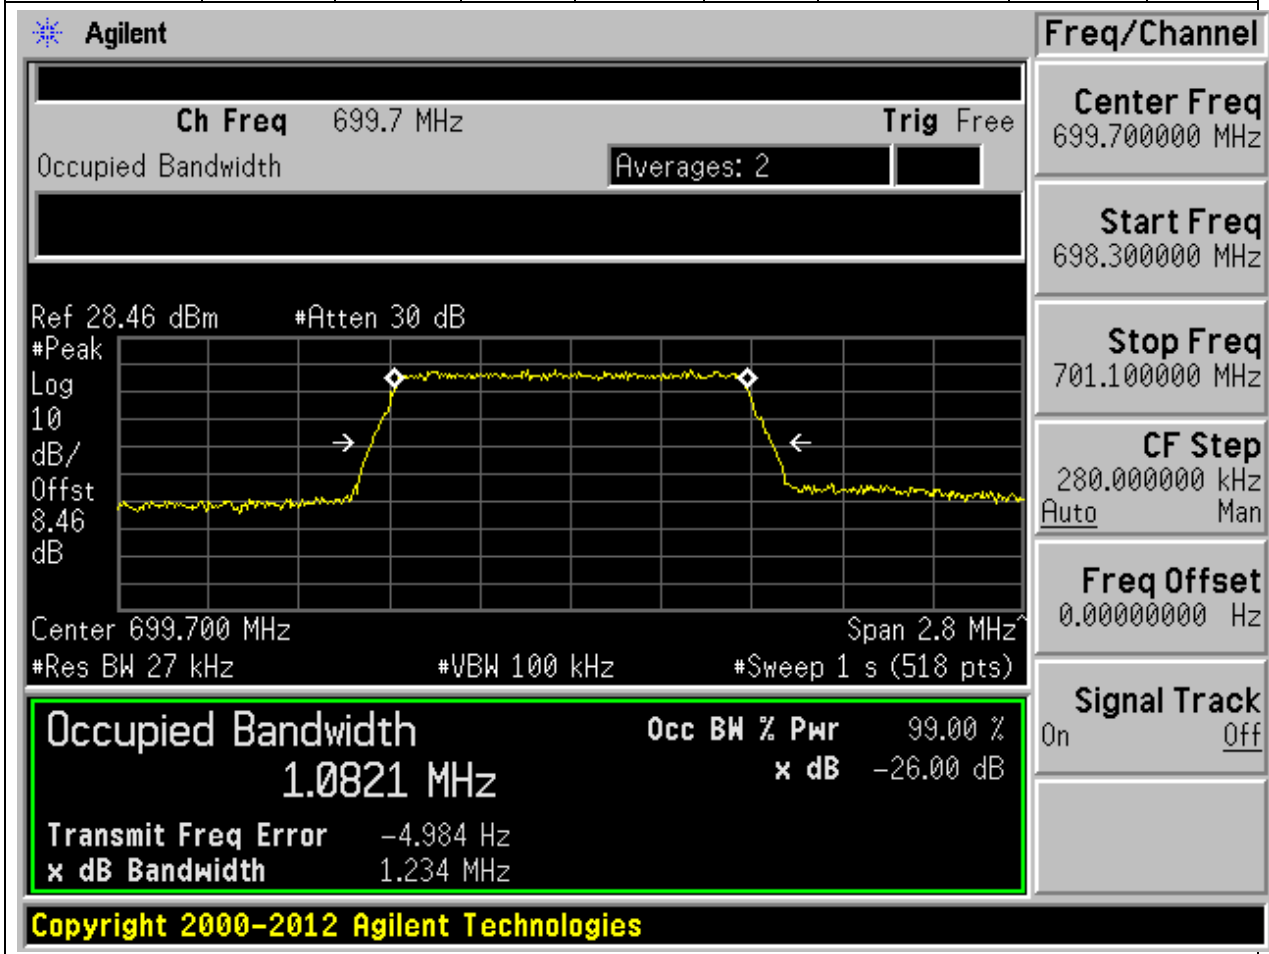 Agilent
Freq/Channel
Ch Freq 699.7 MHz Trig Free
Occupied Bandwidth Averages: 2
Center Freq
699.700000 MHz
Start Freq
698.300000 MHz
Stop Freq
701.100000 MHz
CF Step
280.000000 kHz
Auto Man
Freq Offset
0.00000000 Hz
Signal Track
On Off
Ref 28.46 dBm #Atten 30 dB
#Peak
Log
10
dB/
Offst
8.46
dB
Center 699.700 MHz Span 2.8 MHz^
#Res BW 27 kHz #VBW 100 kHz #Sweep 1 s (518 pts)
Occupied Bandwidth Occ BW % Pwr 99.00 %
1.0821 MHz x dB -26.00 dB
Transmit Freq Error -4.984 Hz
x dB Bandwidth 1.234 MHz
Copyright 2000-2012 Agilent Technologies